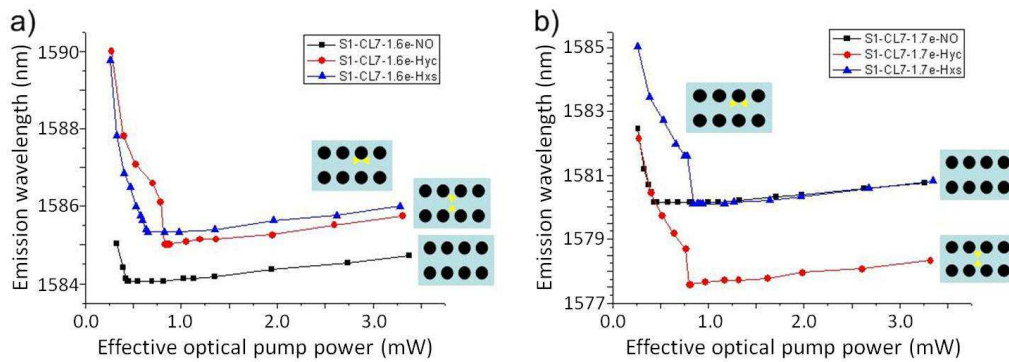 a)
Emission wavelength (nm)
1590
1588
1586
1584
S1-CL7-1.6e-NO
S1-CL7-1.6e-Hyc
S1-CL7-1.6e-Hxs
0.0 1.0 2.0 3.0
Effective optical pump power (mW)
b)
Emission wavelength (nm)
1585
1583
1581
1579
1577
S1-CL7-1.7e-NO
S1-CL7-1.7e-Hyc
S1-CL7-1.7e-Hxs
0.0 1.0 2.0 3.0
Effective optical pump power (mW)